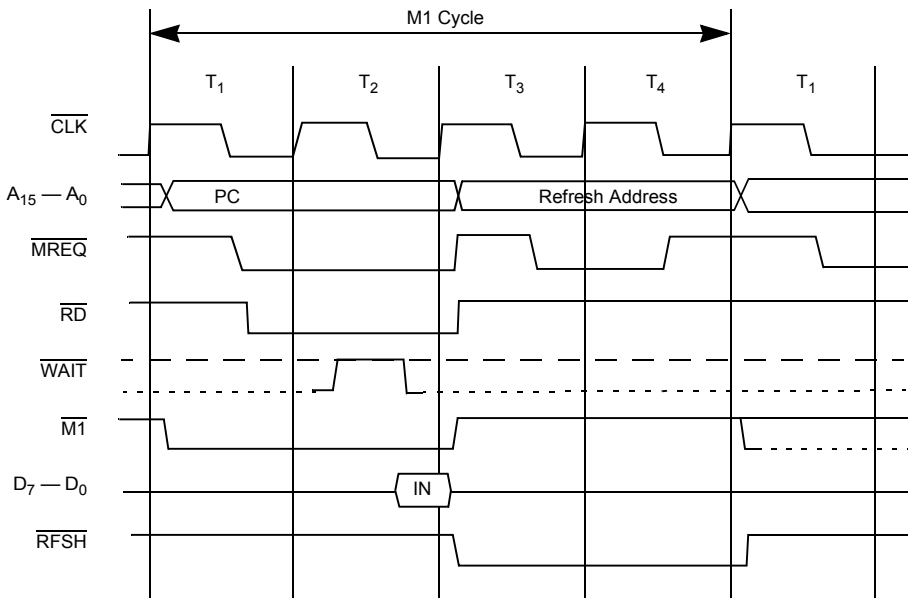 M1 Cycle
T1 T2 T3 T4 T1
CLK
A15 — A0 PC Refresh Address
MREQ
RD
WAIT
M1
D7 — D0 IN
RFSH